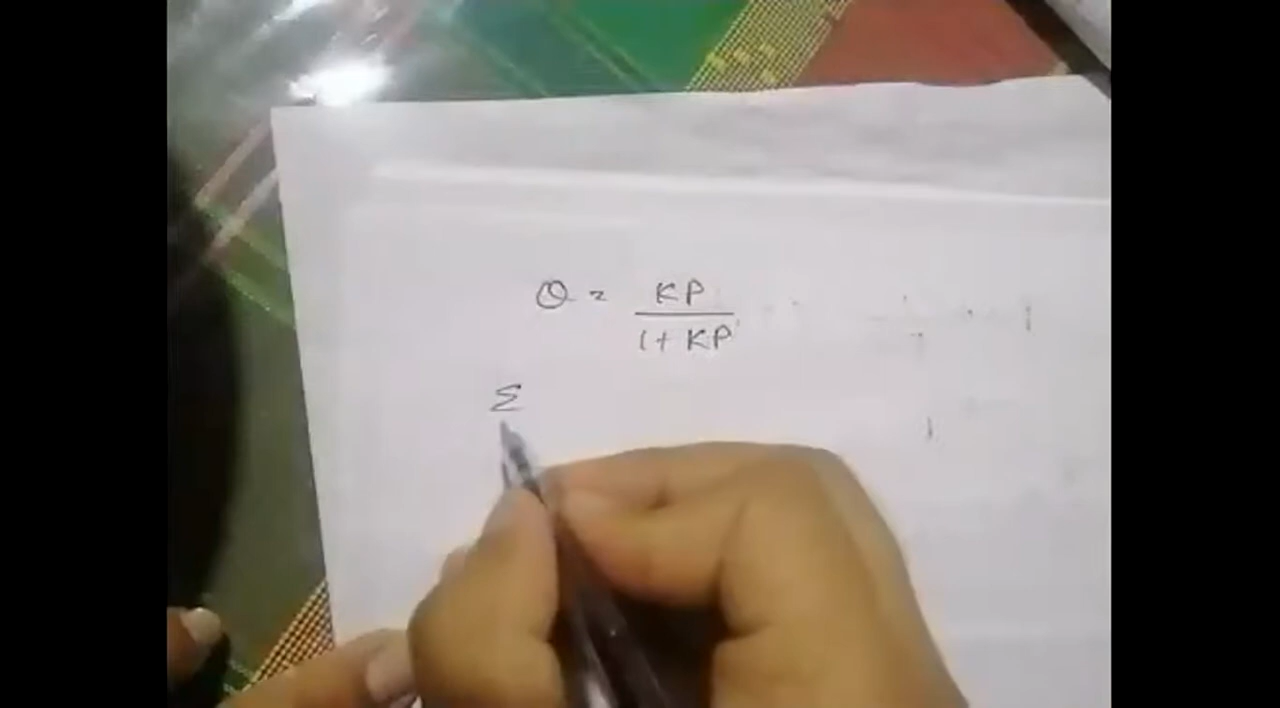 θ = KP / 1 + KP
Σ